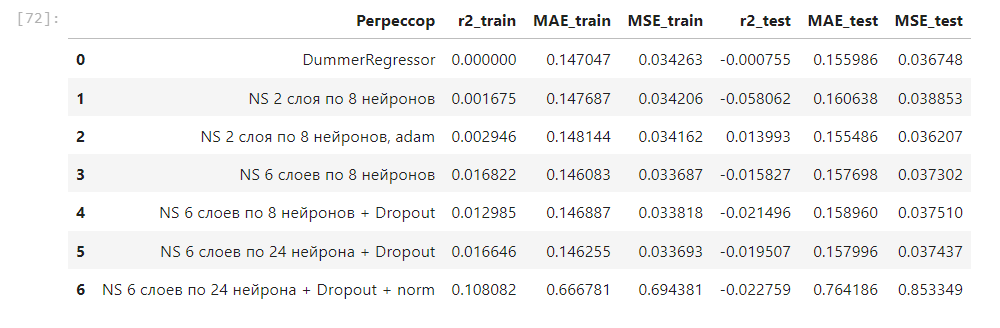 [72]:
Регрессор r2_train MAE_train MSE_train r2_test MAE_test MSE_test
0 DummerRegressor 0.000000 0.147047 0.034263 -0.000755 0.155986 0.036748
1 NS 2 слоя по 8 нейронов 0.001675 0.147687 0.034206 -0.058062 0.160638 0.038853
2 NS 2 слоя по 8 нейронов, adam 0.002946 0.148144 0.034162 0.013993 0.155486 0.036207
3 NS 6 слоев по 8 нейронов 0.016822 0.146083 0.033687 -0.015827 0.157698 0.037302
4 NS 6 слоев по 8 нейронов + Dropout 0.012985 0.146887 0.033818 -0.021496 0.158960 0.037510
5 NS 6 слоев по 24 нейрона + Dropout 0.016646 0.146255 0.033693 -0.019507 0.157996 0.037437
6 NS 6 слоев по 24 нейрона + Dropout + norm 0.108082 0.666781 0.694381 -0.022759 0.764186 0.853349